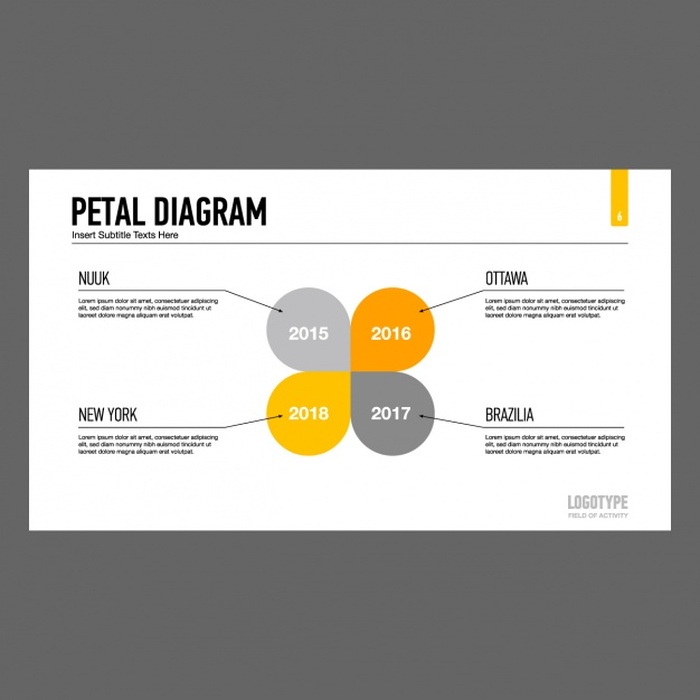 PETAL DIAGRAM
6
Insert Subtitle Texts Here
NUUK
Lorem ipsum dolor sit amet, consectetuer adipiscing
elit, sed diam nonummy nibh euismod tincidunt ut
laoreet dolore magna aliquam erat volutpat.
OTTAWA
Lorem ipsum dolor sit amet, consectetuer adipiscing
elit, sed diam nonummy nibh euismod tincidunt ut
laoreet dolore magna aliquam erat volutpat.
2015
2016
2018
2017
NEW YORK
Lorem ipsum dolor sit amet, consectetuer adipiscing
elit, sed diam nonummy nibh euismod tincidunt ut
laoreet dolore magna aliquam erat volutpat.
BRAZILIA
Lorem ipsum dolor sit amet, consectetuer adipiscing
elit, sed diam nonummy nibh euismod tincidunt ut
laoreet dolore magna aliquam erat volutpat.
LOGOTYPE
FIELD OF ACTNITY